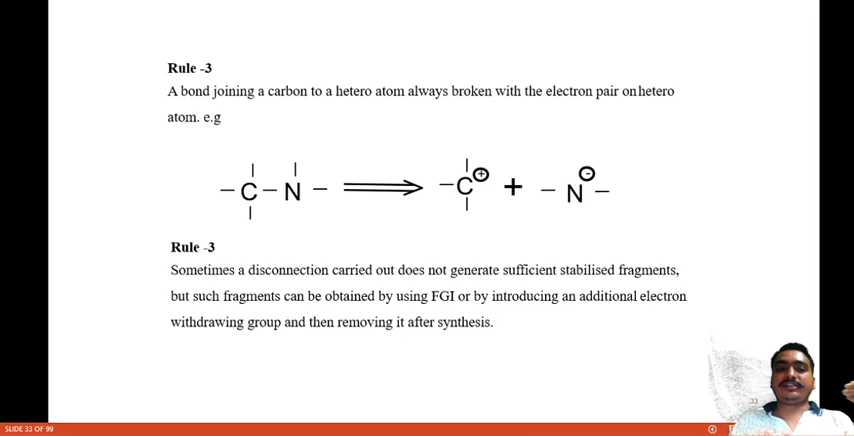 Rule -3
A bond joining a carbon to a hetero atom always broken with the electron pair onhetero
atom. e.g
– C – N – ⟹ – C ⊕ + – N ⊖ –
Rule -3
Sometimes a disconnection carried out does not generate sufficient stabilised fragments,
but such fragments can be obtained by using FGI or by introducing an additional electron
withdrawing group and then removing it after synthesis.
33
SLIDE 33 OF 99